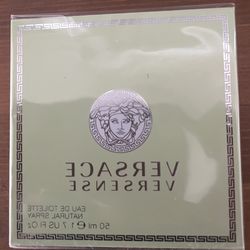 VERSACE
VERSENSE
EAU DE TOILETTE
NATURAL SPRAY
50 ml ℮ 1.7 US Fl Oz